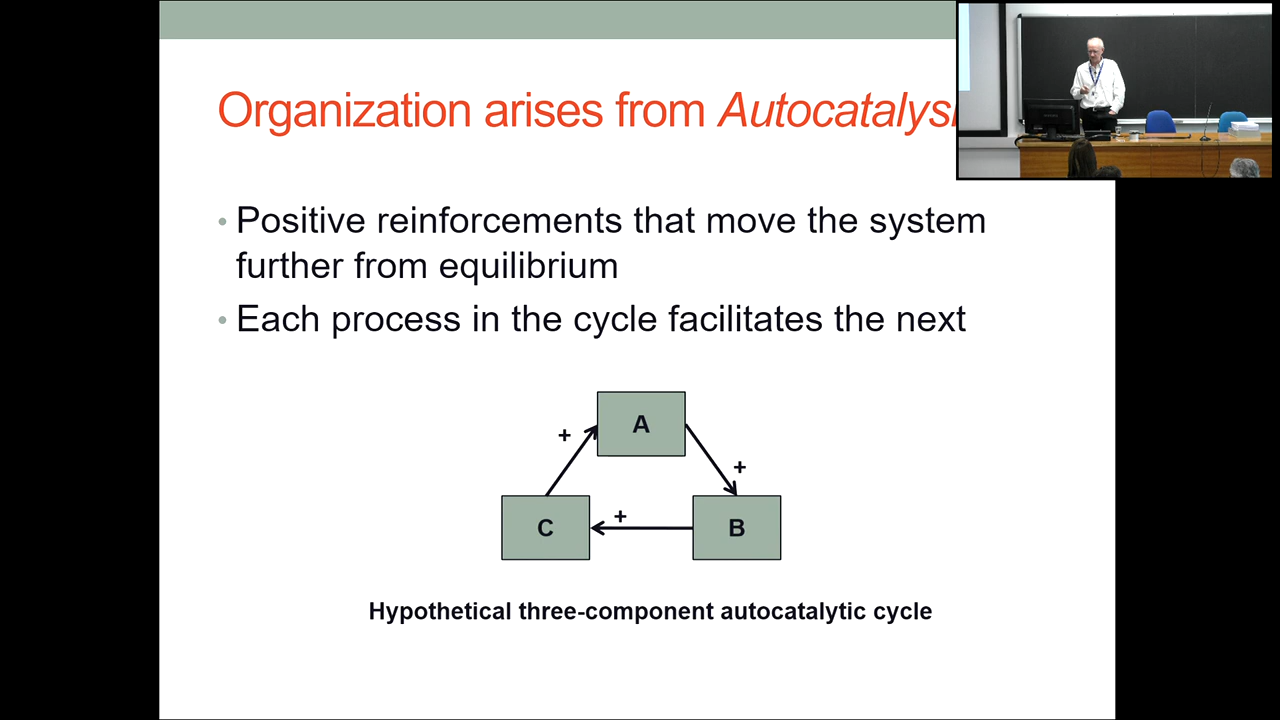 Organization arises from Autocatalysi
• Positive reinforcements that move the system
further from equilibrium
• Each process in the cycle facilitates the next
A
+
+
C
+
B
Hypothetical three-component autocatalytic cycle